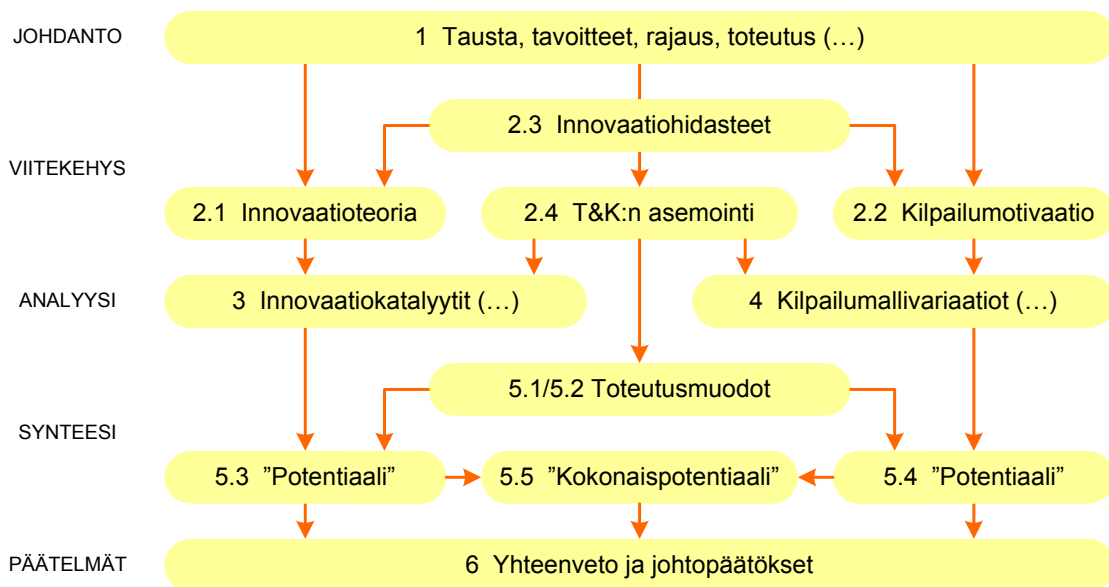 JOHDANTO
1 Tausta, tavoitteet, rajaus, toteutus (…)
2.3 Innovaatiohidasteet
VIITEKEHYS
2.1 Innovaatioteoria
2.4 T&K:n asemointi
2.2 Kilpailumotivaatio
ANALYYSI
3 Innovaatiokatalyytit (…)
4 Kilpailumallivariaatiot (…)
5.1/5.2 Toteutusmuodot
SYNTEESI
5.3 ”Potentiaali”
5.5 ”Kokonaispotentiaali”
5.4 ”Potentiaali”
PÄÄTELMÄT
6 Yhteenveto ja johtopäätökset